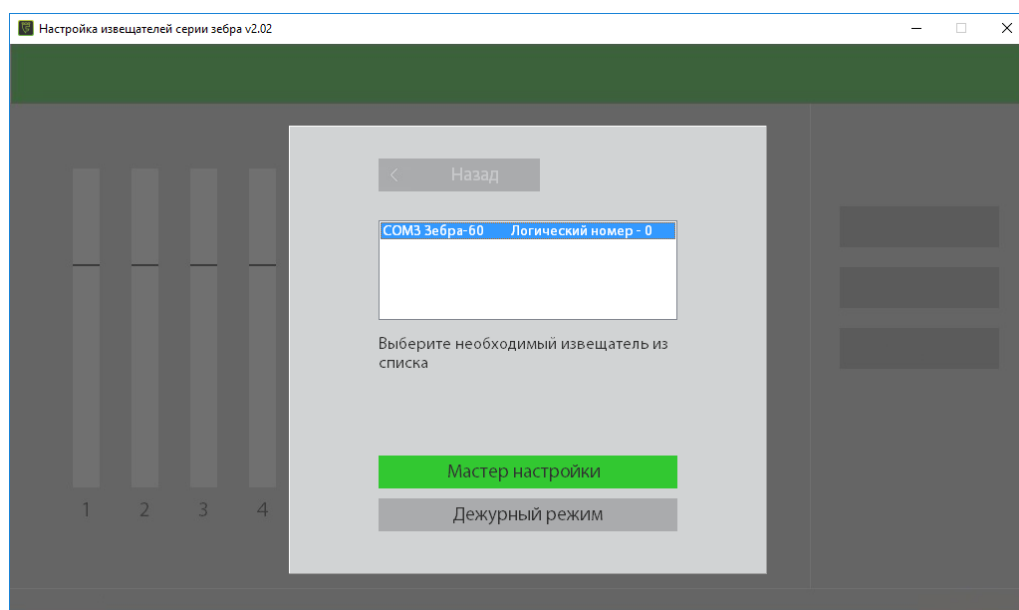 Настройка извещателей серии зебра v2.02
Назад
COM3 Зебра-60 Логический номер - 0
Выберите необходимый извещатель из
списка
Мастер настройки
1 2 3 4
Дежурный режим